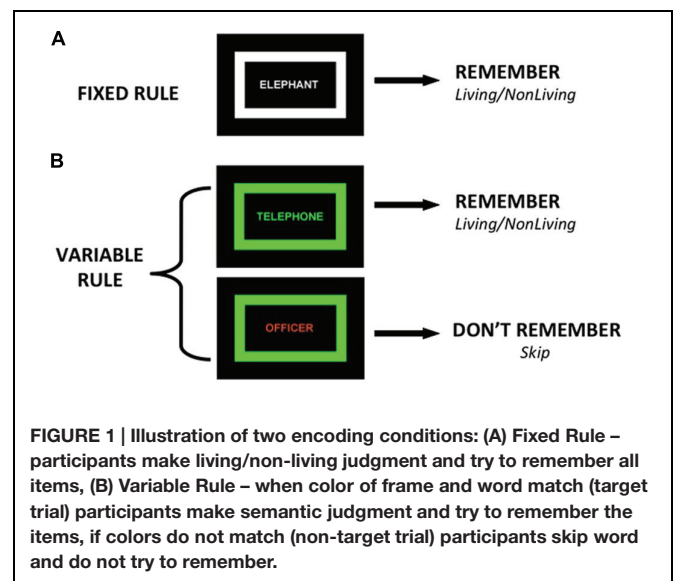 A
FIXED RULE
ELEPHANT
REMEMBER
Living/NonLiving
B
VARIABLE
RULE
TELEPHONE
REMEMBER
Living/NonLiving
OFFICER
DON'T REMEMBER
Skip
FIGURE 1 | Illustration of two encoding conditions: (A) Fixed Rule –
participants make living/non-living judgment and try to remember all
items, (B) Variable Rule – when color of frame and word match (target
trial) participants make semantic judgment and try to remember the
items, if colors do not match (non-target trial) participants skip word
and do not try to remember.